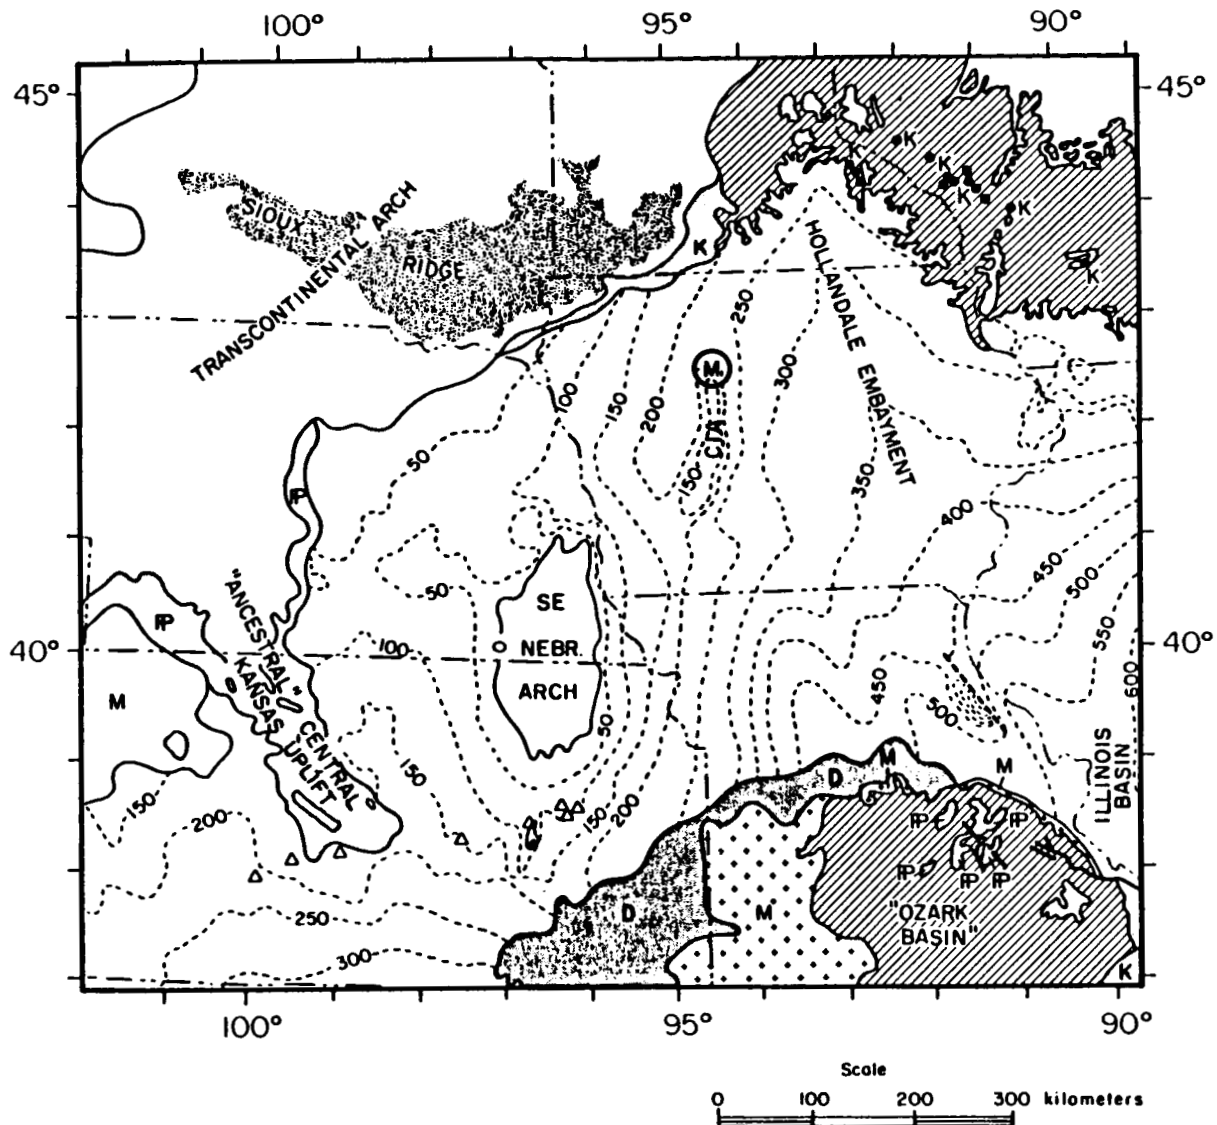 100° 95° 90°
45° 45°
SIOUX
RIDGE
TRANSCONTINENTAL ARCH
K
K
K
K
K
K
K
HOLLANDALE EMBAYMENT
250
300
M
100
150
200
CJA
150
50
350
400
ℙ
450
500
50
SE
NEBR.
ARCH
O
ℙ
550
40° 40°
100
"ANCESTRAL"
CENTRAL
KANSAS UPLIFT
M
450
500
600
50
150
M
M
D
ILLINOIS
BASIN
150
200
150
200
ℙ
ℙ
ℙ
ℙ
ℙ
250
D
M
"OZARK
BASIN"
300
K
100° 95° 90°
Scale
0 100 200 300 kilometers